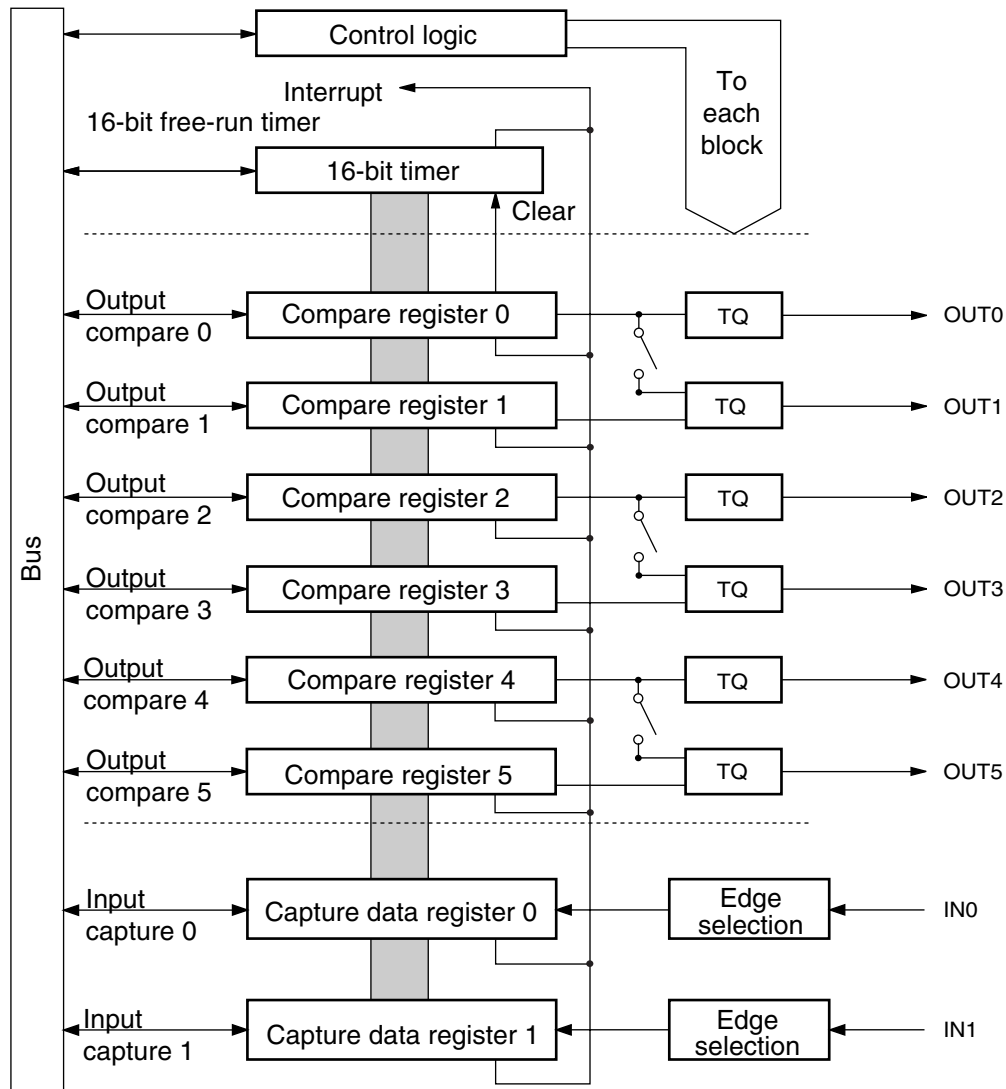 Control logic
To
each
block
Interrupt
16-bit free-run timer
16-bit timer
Clear
Bus
Output
compare 0
Compare register 0
TQ
OUT0
Output
compare 1
Compare register 1
TQ
OUT1
Output
compare 2
Compare register 2
TQ
OUT2
Output
compare 3
Compare register 3
TQ
OUT3
Output
compare 4
Compare register 4
TQ
OUT4
Output
compare 5
Compare register 5
TQ
OUT5
Input
capture 0
Capture data register 0
Edge
selection
IN0
Input
capture 1
Capture data register 1
Edge
selection
IN1